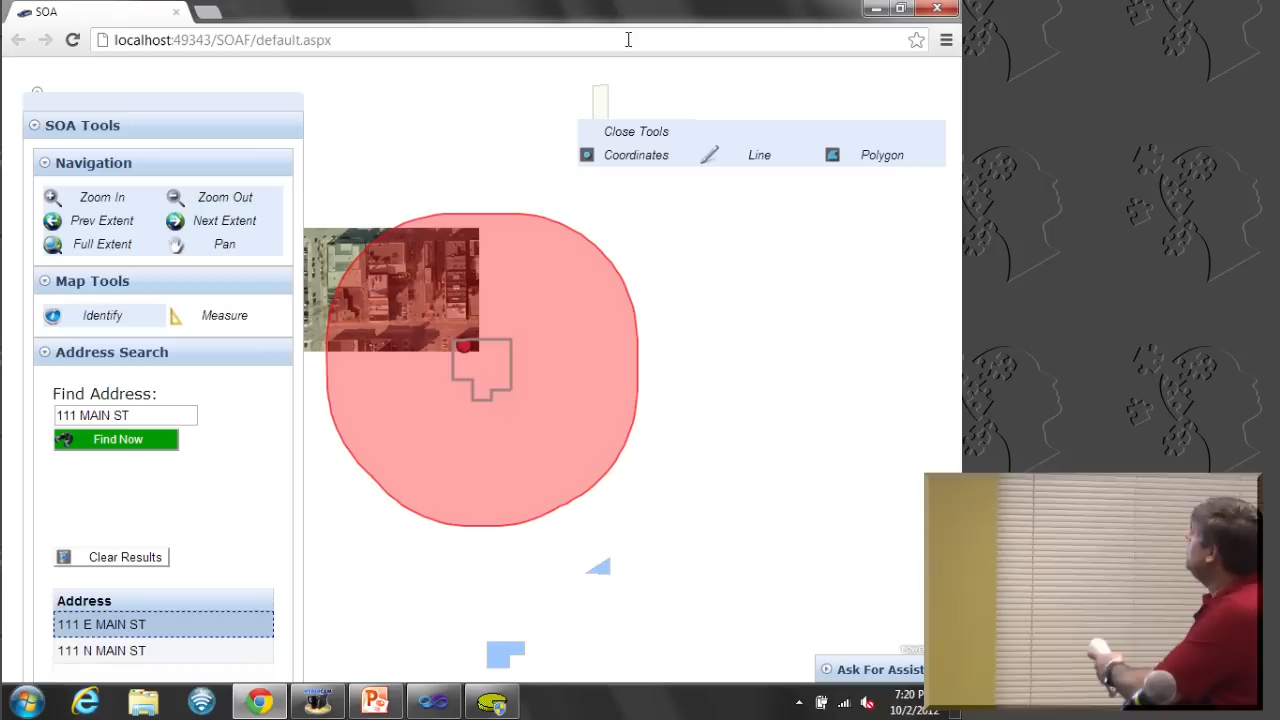 SOA
localhost:49343/SOAF/default.aspx
SOA Tools
Navigation
Zoom In Zoom Out
Prev Extent Next Extent
Full Extent Pan
Map Tools
Identify Measure
Address Search
Find Address:
111 MAIN ST
Find Now
Clear Results
Address
111 E MAIN ST
111 N MAIN ST
Close Tools
Coordinates Line Polygon
Ask For Assist
7:20 P
10/2/2012